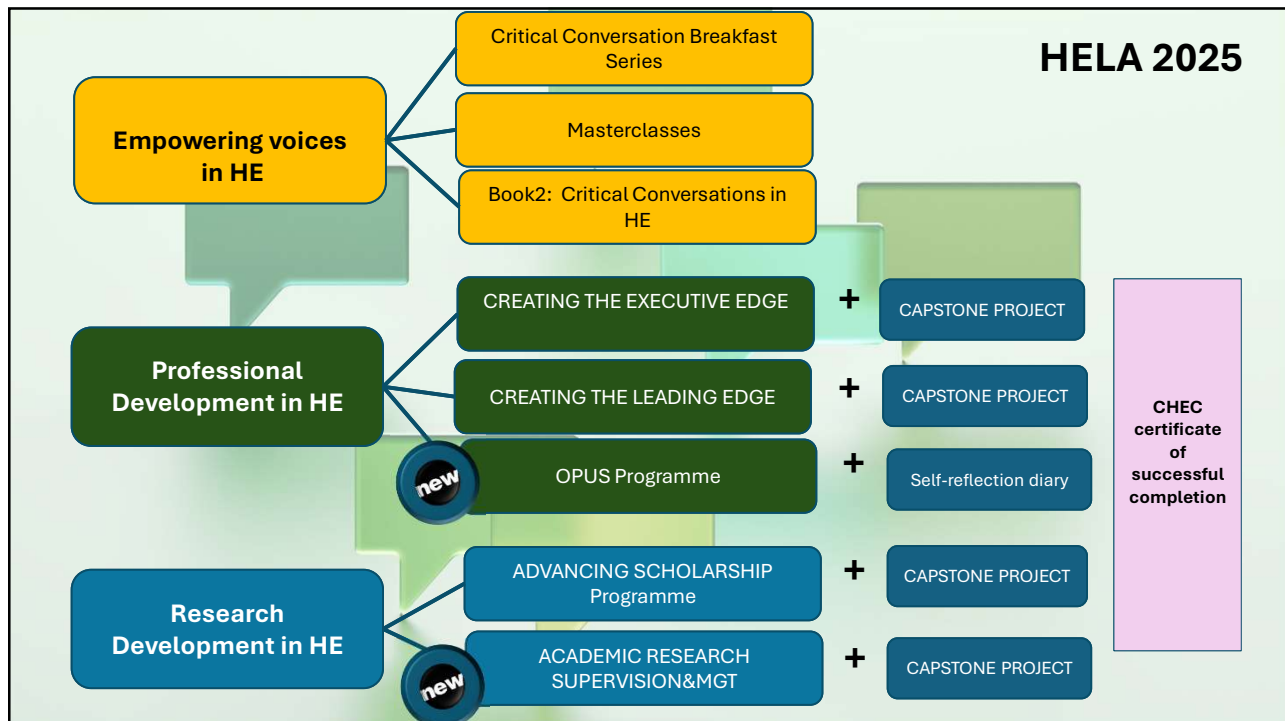 HELA 2025
Empowering voices
in HE
Critical Conversation Breakfast
Series
Masterclasses
Book2:  Critical Conversations in
HE
Professional
Development in HE
CREATING THE EXECUTIVE EDGE
+
CAPSTONE PROJECT
CREATING THE LEADING EDGE
+
CAPSTONE PROJECT
new
OPUS Programme
+
Self-reflection diary
Research
Development in HE
ADVANCING SCHOLARSHIP
Programme
+
CAPSTONE PROJECT
new
ACADEMIC RESEARCH
SUPERVISION&MGT
+
CAPSTONE PROJECT
CHEC
certificate
of
successful
completion